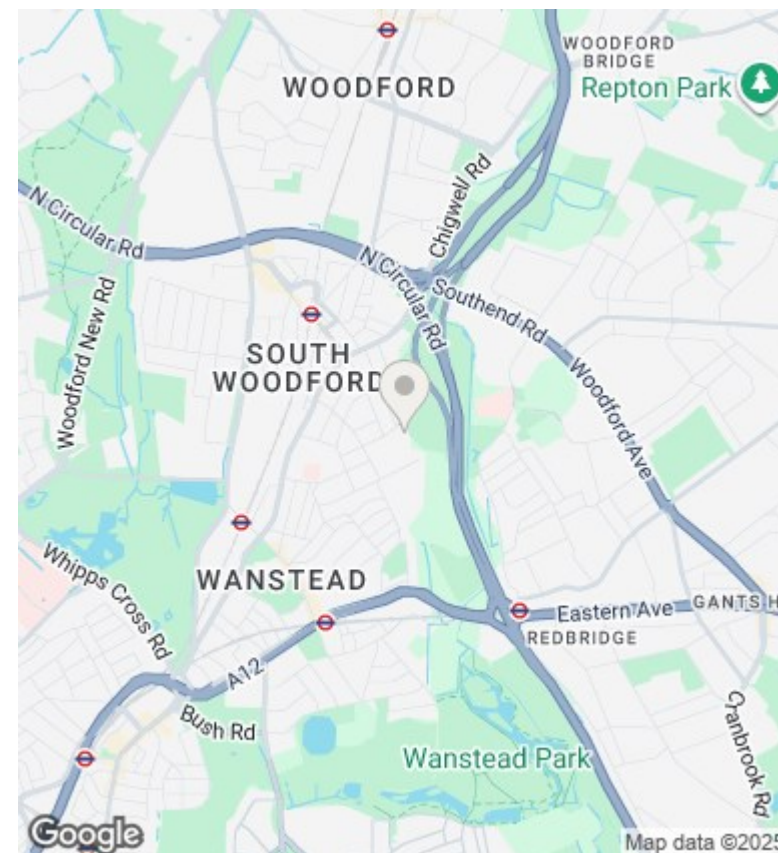 WOODFORD
BRIDGE
WOODFORD
Repton Park
N Circular Rd
Chigwell Rd
N Circular Rd
Southend Rd
Woodford New Rd
SOUTH
WOODFORD
Woodford Ave
Whipps Cross Rd
WANSTEAD
Eastern Ave
GANTS H
REDBRIDGE
A12
Bush Rd
Cranbrook Rd
Wanstead Park
Google
Map data ©2025